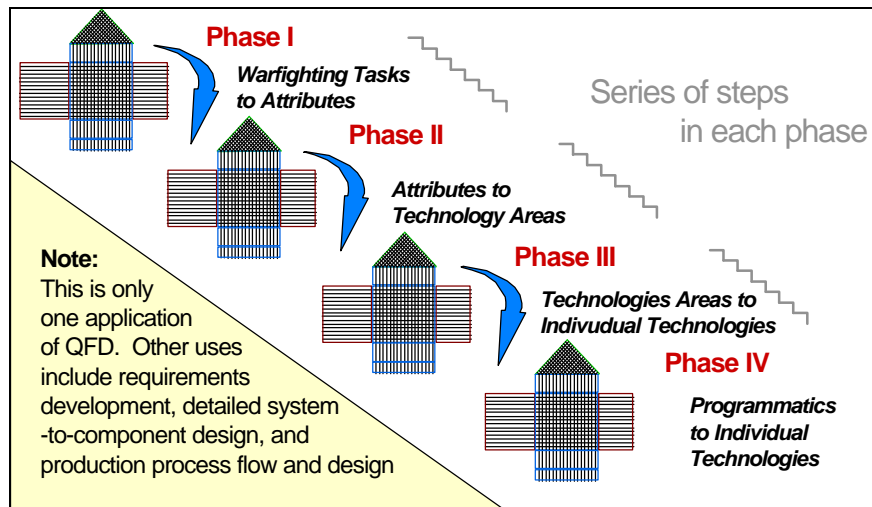 Phase I
Warfighting Tasks
to Attributes
Series of steps
in each phase
Phase II
Attributes to
Technology Areas
Phase III
Technologies Areas to
Indivudual Technologies
Phase IV
Programmatics
to Individual
Technologies
Note:
This is only
one application
of QFD.  Other uses
include requirements
development, detailed system
-to-component design, and
production process flow and design